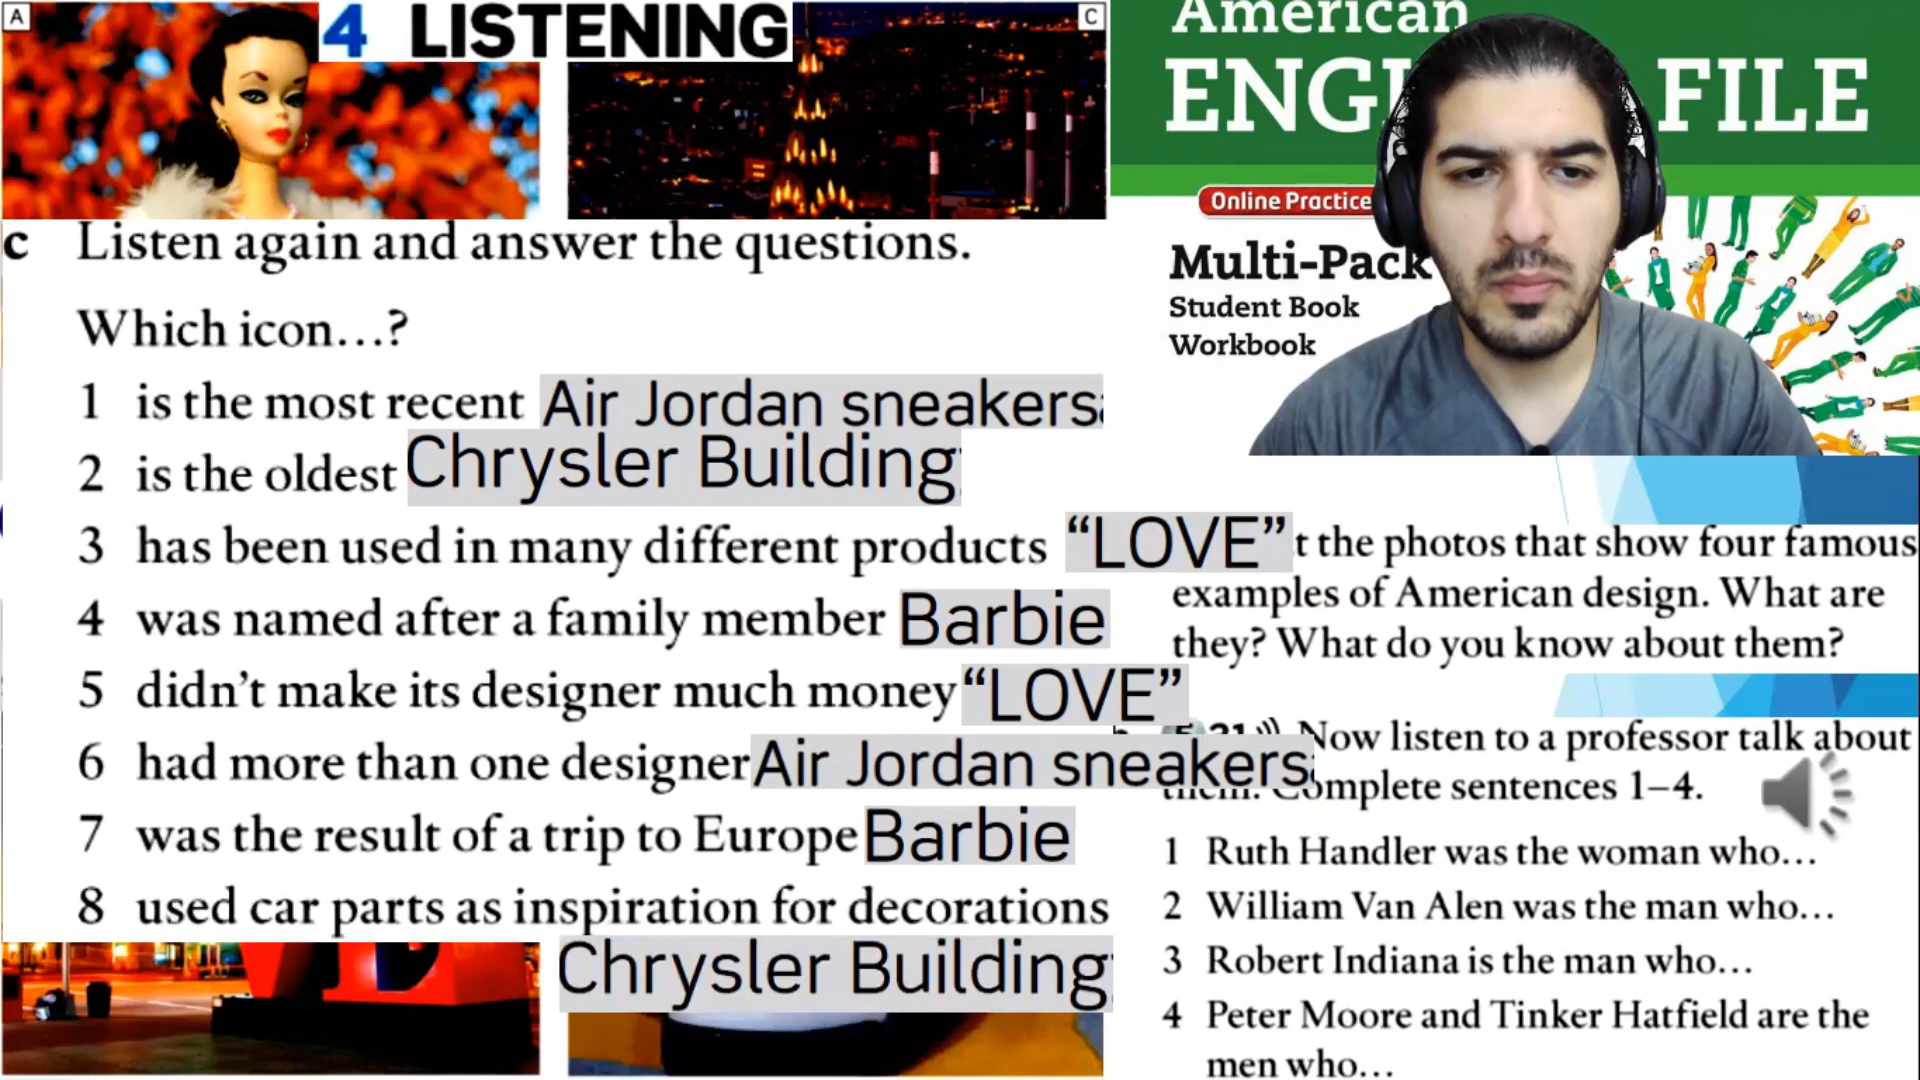 A
4 LISTENING
C
c Listen again and answer the questions.
Which icon...?
1 is the most recent Air Jordan sneakers
2 is the oldest Chrysler Building
3 has been used in many different products “LOVE”
4 was named after a family member Barbie
5 didn’t make its designer much money “LOVE”
6 had more than one designer Air Jordan sneakers
7 was the result of a trip to Europe Barbie
8 used car parts as inspiration for decorations
Chrysler Building
American
FILE
Online Practice
Multi-Pack
Student Book
Workbook
the photos that show four famous
examples of American design. What are
they? What do you know about them?
Now listen to a professor talk about
Complete sentences 1–4.
1 Ruth Handler was the woman who...
2 William Van Alen was the man who...
3 Robert Indiana is the man who...
4 Peter Moore and Tinker Hatfield are the
men who...